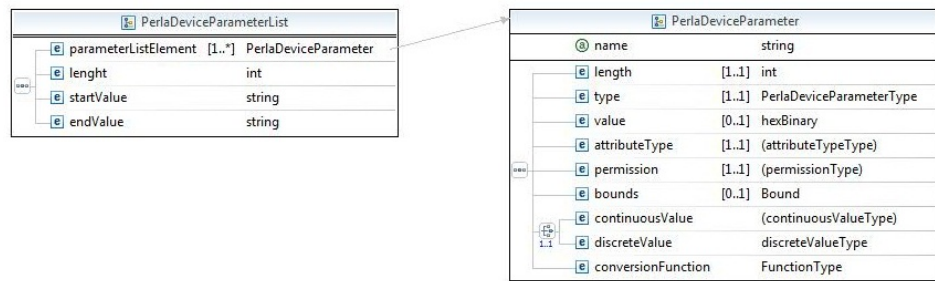 PerlaDeviceParameterList
parameterListElement [1..*] PerlaDeviceParameter
lenght int
startValue string
endValue string
PerlaDeviceParameter
name string
length [1..1] int
type [1..1] PerlaDeviceParameterType
value [0..1] hexBinary
attributeType [1..1] (attributeTypeType)
permission [1..1] (permissionType)
bounds [0..1] Bound
continuousValue (continuousValueType)
1..1
discreteValue discreteValueType
conversionFunction FunctionType